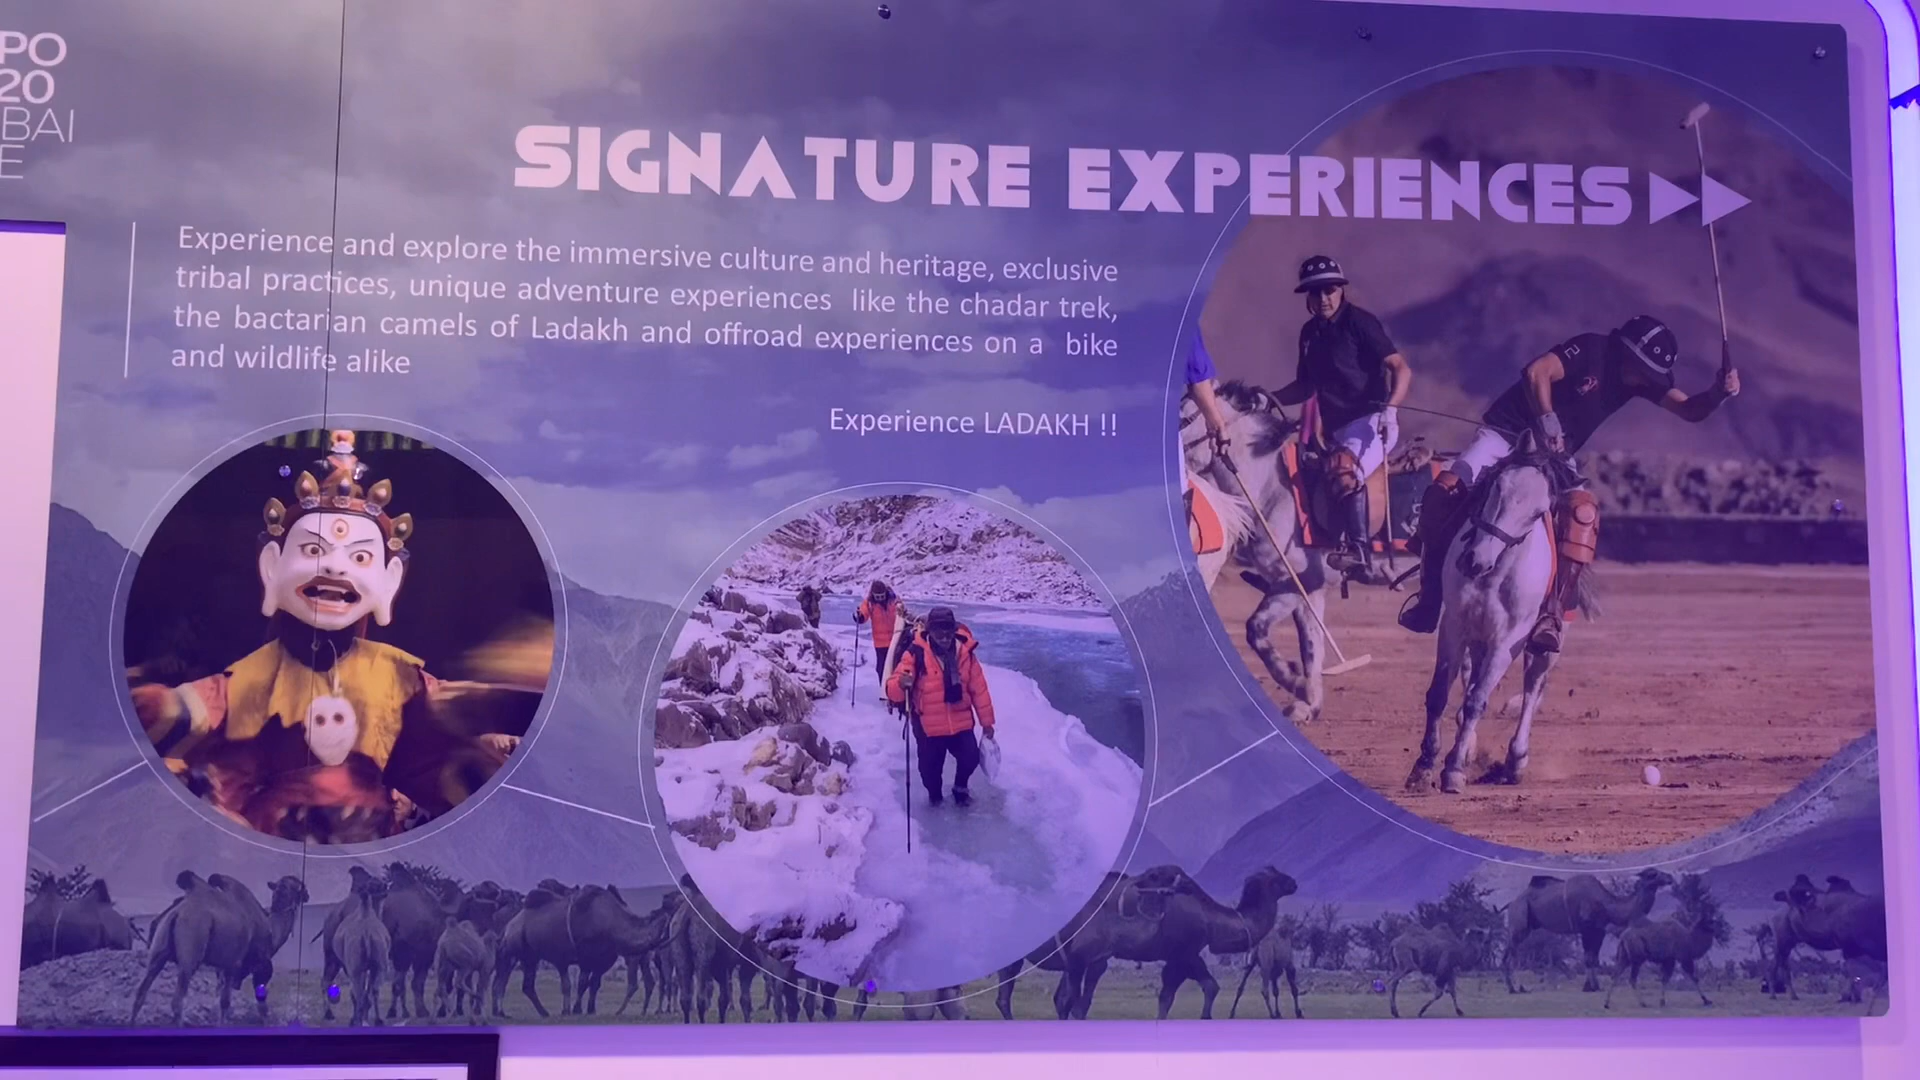 PO
20
BAI
E
SIGNATURE EXPERIENCES
Experience and explore the immersive culture and heritage, exclusive
tribal practices, unique adventure experiences like the chadar trek,
the bactarian camels of Ladakh and offroad experiences on a bike
and wildlife alike
Experience LADAKH !!
2